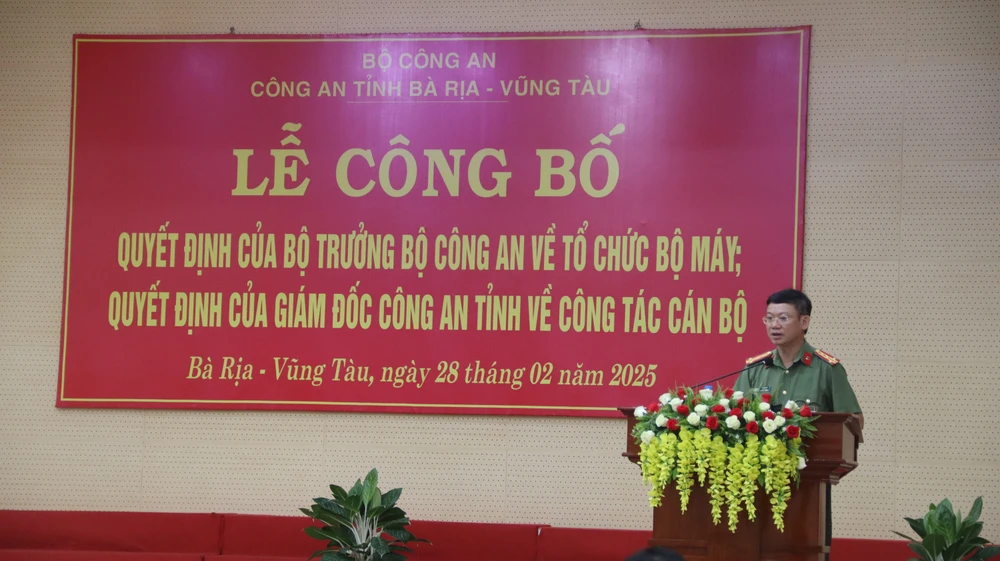 BỘ CÔNG AN
CÔNG AN TỈNH BÀ RỊA - VŨNG TÀU
LỄ CÔNG BỐ
QUYẾT ĐỊNH CỦA BỘ TRƯỞNG BỘ CÔNG AN VỀ TỔ CHỨC BỘ MÁY;
QUYẾT ĐỊNH CỦA GIÁM ĐỐC CÔNG AN TỈNH VỀ CÔNG TÁC CÁN BỘ
Bà Rịa - Vũng Tàu, ngày 28 tháng 02 năm 2025